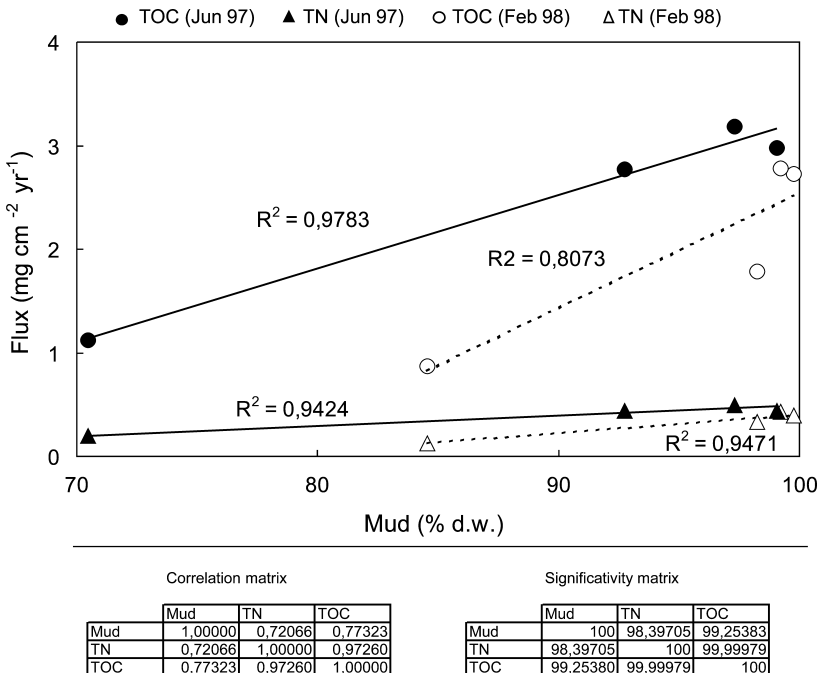 ● TOC (Jun 97) ▲ TN (Jun 97) ○ TOC (Feb 98) △ TN (Feb 98)
4
3
2
1
0
Flux (mg cm -2 yr-1)
R2 = 0,9783
R2 = 0,8073
R2 = 0,9424
R2 = 0,9471
70 80 90 100
Mud (% d.w.)
Correlation matrix
Mud TN TOC
Mud 1,00000 0,72066 0,77323
TN 0,72066 1,00000 0,97260
TOC 0,77323 0,97260 1,00000
Significativity matrix
Mud TN TOC
Mud 100 98,39705 99,25383
TN 98,39705 100 99,99979
TOC 99,25380 99,99979 100